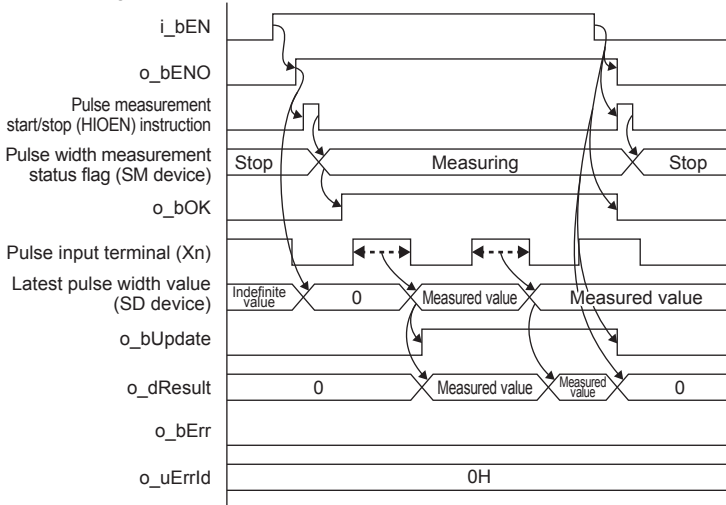 i_bEN
o_bENO
Pulse measurement
start/stop (HIOEN) instruction
Pulse width measurement
status flag (SM device)
Stop
Measuring
Stop
o_bOK
Pulse input terminal (Xn)
Latest pulse width value
(SD device)
Indefinite
value
0
Measured value
Measured value
o_bUpdate
o_dResult
0
Measured value
Measured
value
0
o_bErr
o_uErrId
0H